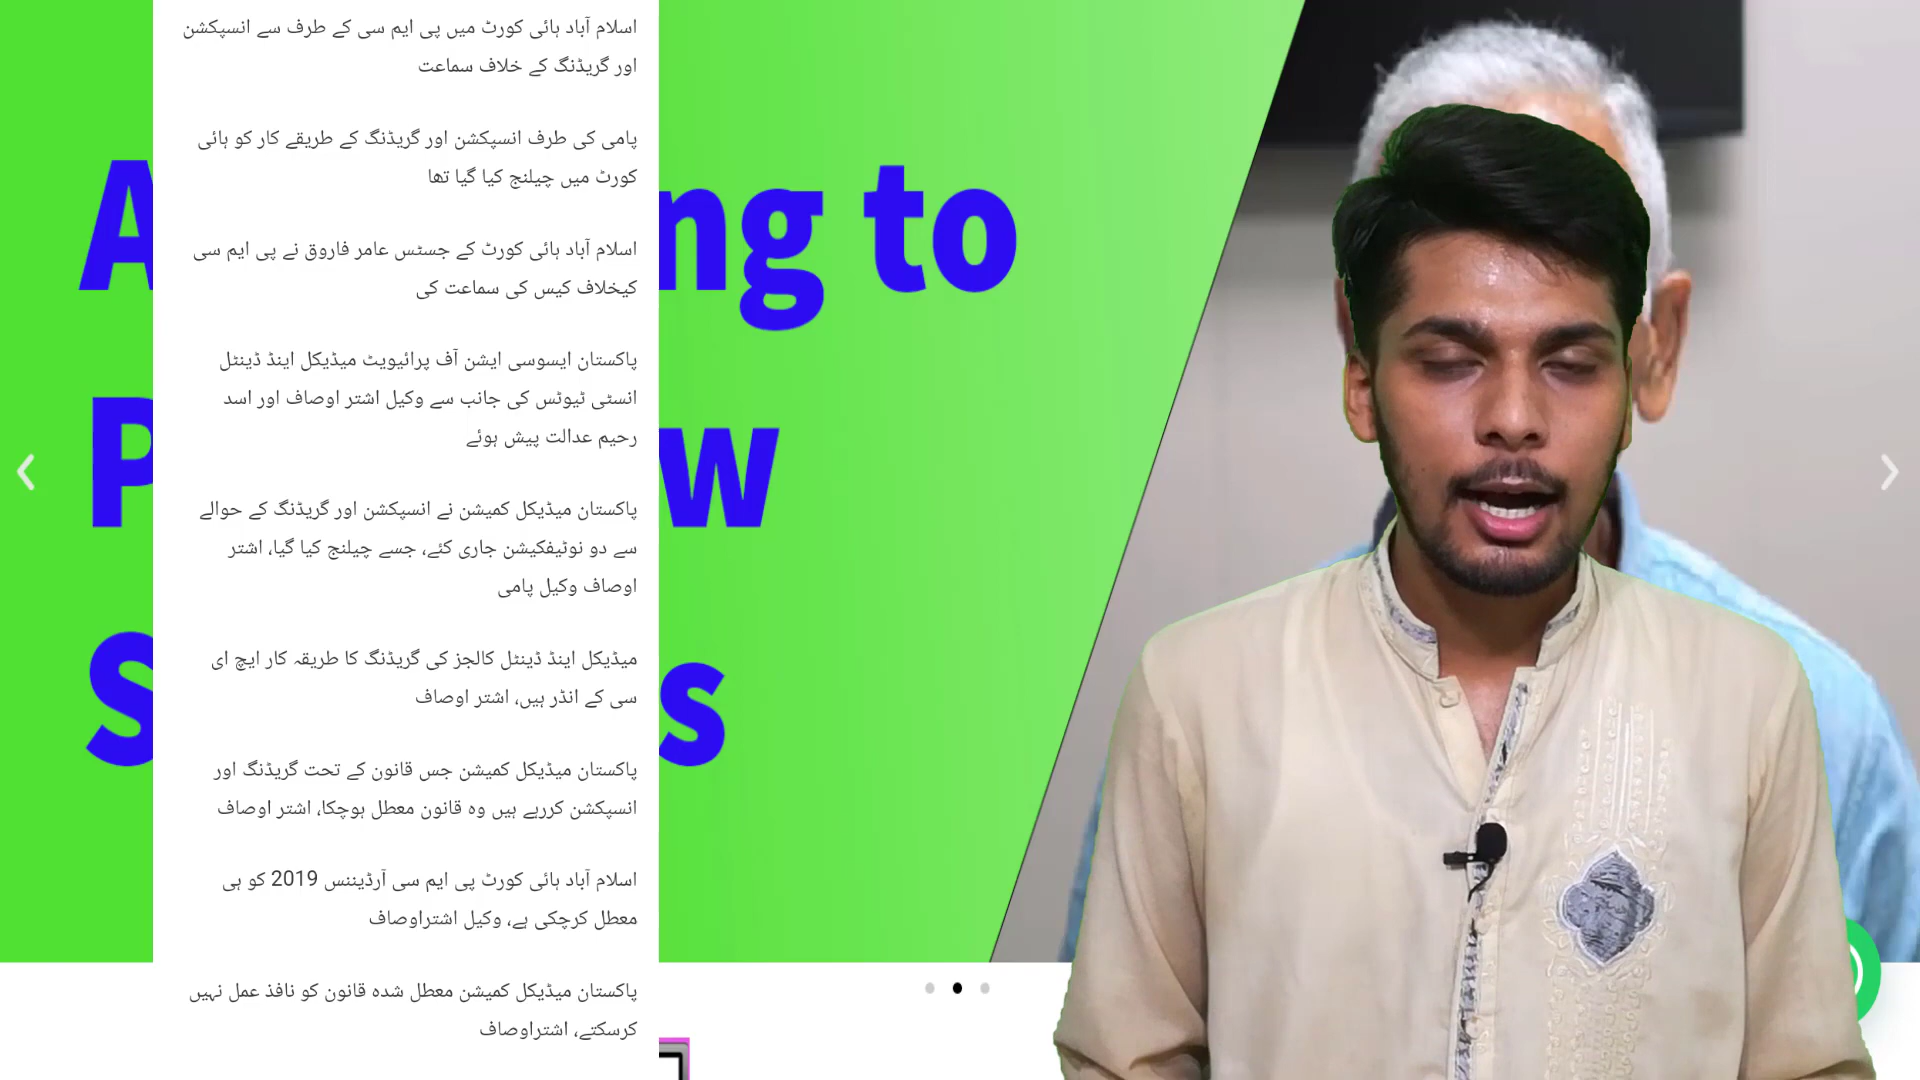 اسلام آباد ہائی کورٹ میں پی ایم سی کے طرف سے انسپکشن
اور گریڈنگ کے خلاف سماعت
پامی کی طرف انسپکشن اور گریڈنگ کے طریقے کار کو ہائی
کورٹ میں چیلنج کیا گیا تھا
اسلام آباد ہائی کورٹ کے جسٹس عامر فاروق نے پی ایم سی
کیخلاف کیس کی سماعت کی
پاکستان ایسوسی ایشن آف پرائیویٹ میڈیکل اینڈ ڈینٹل
انسٹی ٹیوٹس کی جانب سے وکیل اشتر اوصاف اور اسد
رحیم عدالت پیش ہوئے
پاکستان میڈیکل کمیشن نے انسپکشن اور گریڈنگ کے حوالے
سے دو نوٹیفکیشن جاری کئے، جسے چیلنج کیا گیا، اشتر
اوصاف وکیل پامی
میڈیکل اینڈ ڈینٹل کالجز کی گریڈنگ کا طریقہ کار ایچ ای
سی کے انڈر ہیں، اشتر اوصاف
پاکستان میڈیکل کمیشن جس قانون کے تحت گریڈنگ اور
انسپکشن کررہے ہیں وہ قانون معطل ہوچکا، اشتر اوصاف
اسلام آباد ہائی کورٹ پی ایم سی آرڈیننس 2019 کو ہی
معطل کرچکی ہے، وکیل اشتراوصاف
پاکستان میڈیکل کمیشن معطل شدہ قانون کو نافذ عمل نہیں
کرسکتے، اشتراوصاف
A ng to
P w
S s